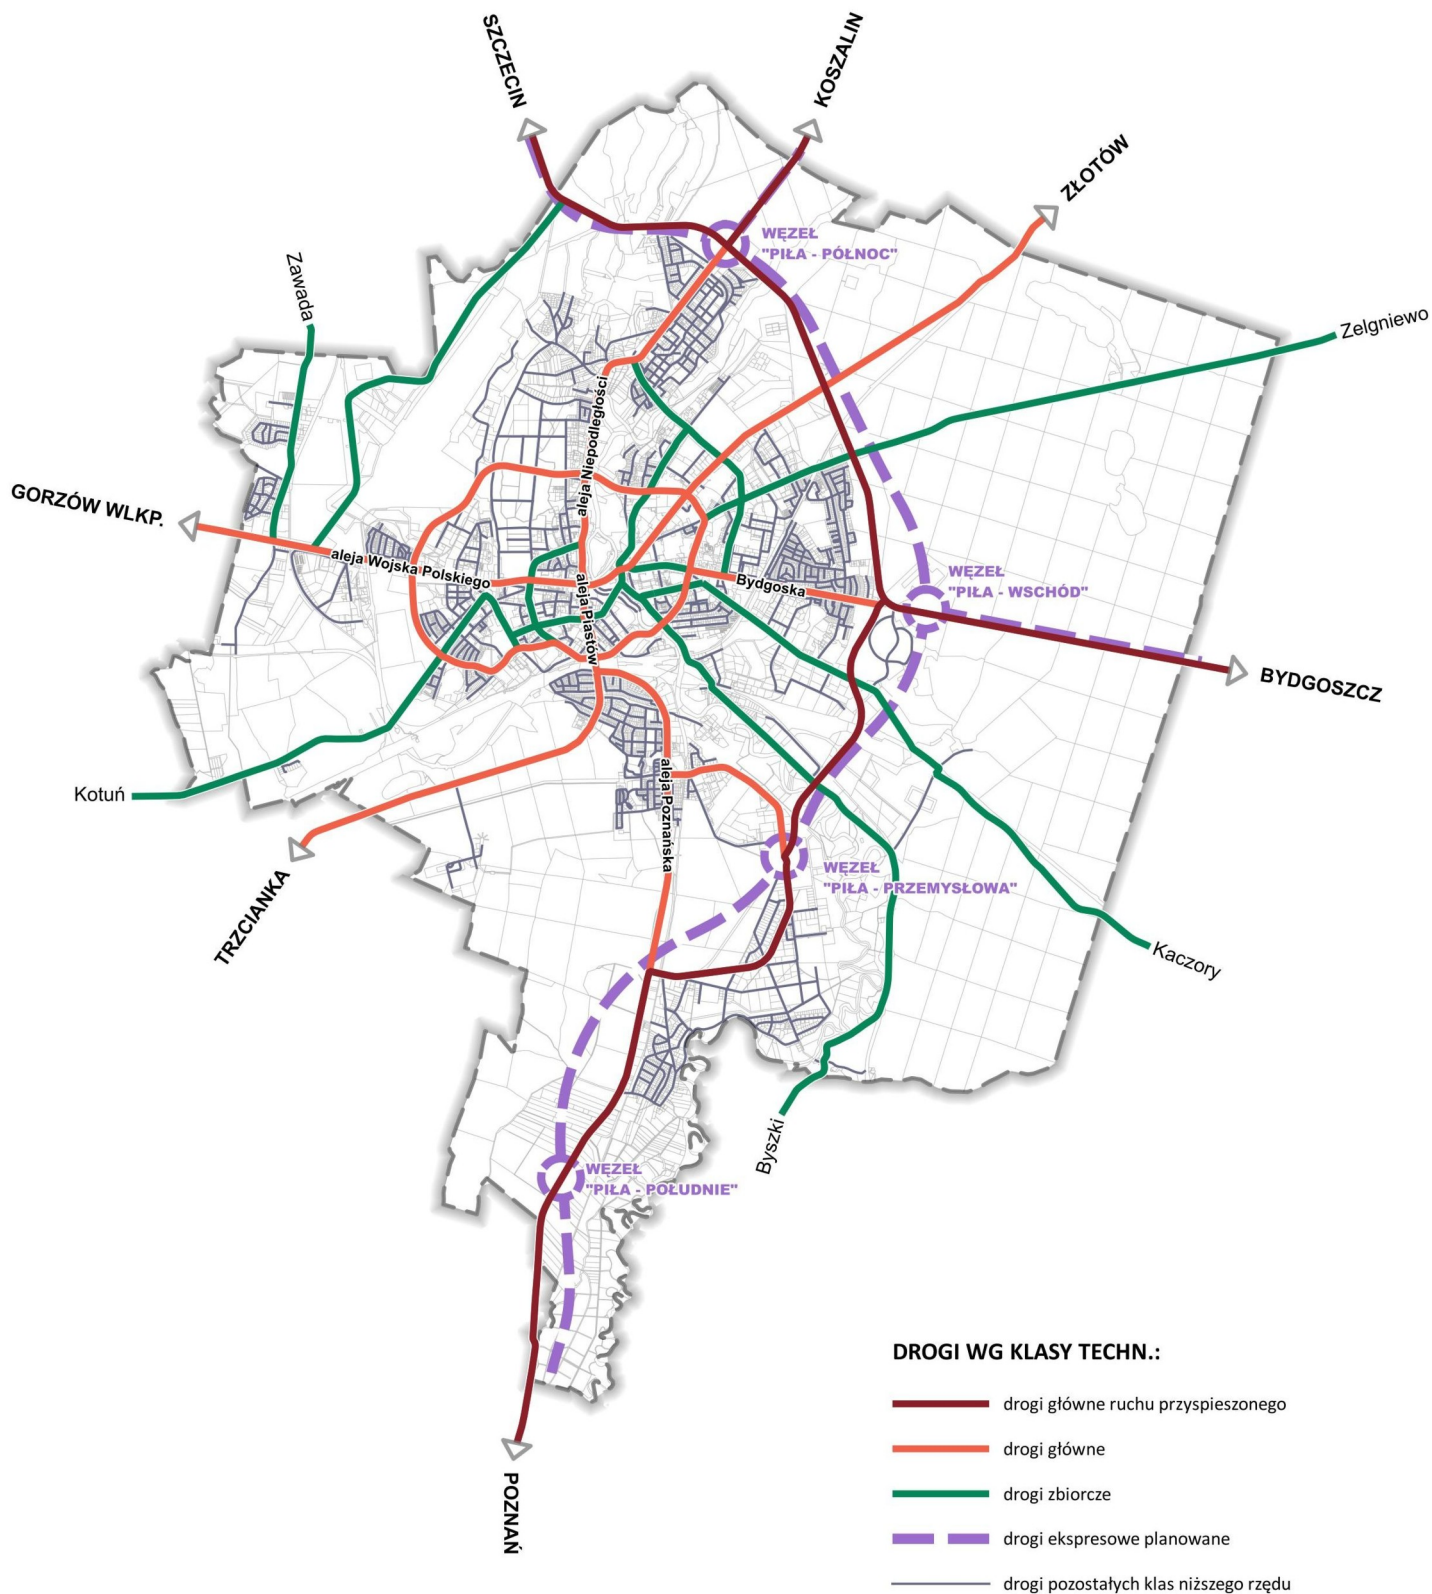 SZCZECIN
KOSZALIN
ZŁOTÓW
WĘZEŁ
"PIŁA - PÓŁNOC"
Zawada
Zelgniewo
aleja Niepodległości
GORZÓW WLKP.
aleja Wojska Polskiego
Bydgoska
WĘZEŁ
"PIŁA - WSCHÓD"
aleja Piastów
BYDGOSZCZ
Kotuń
aleja Poznańska
TRZCIANKA
WĘZEŁ
"PIŁA - PRZEMYSŁOWA"
Kaczory
Byszki
WĘZEŁ
"PIŁA - POŁUDNIE"
POZNAŃ
DROGI WG KLASY TECHN.:
drogi główne ruchu przyspieszonego
drogi główne
drogi zbiorcze
drogi ekspresowe planowane
drogi pozostałych klas niższego rzędu